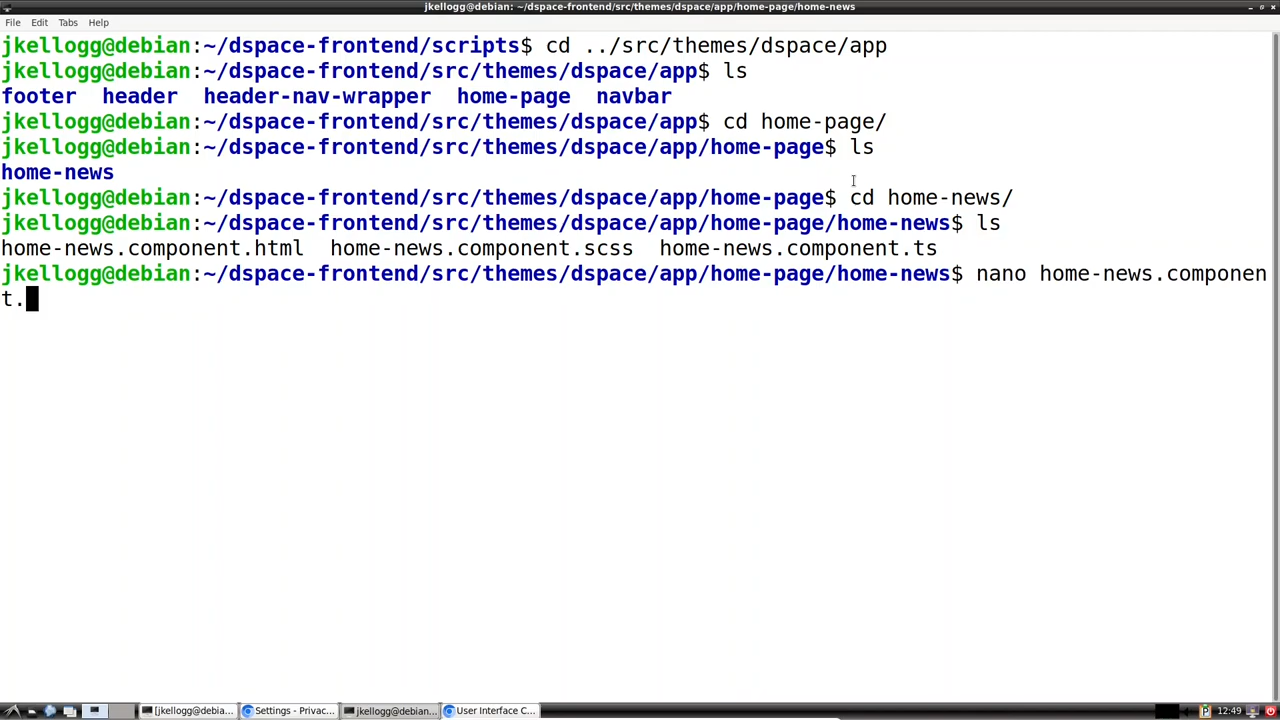 jkellogg@debian: ~/dspace-frontend/src/themes/dspace/app/home-page/home-news
File Edit Tabs Help
jkellogg@debian:~/dspace-frontend/scripts$ cd ../src/themes/dspace/app
jkellogg@debian:~/dspace-frontend/src/themes/dspace/app$ ls
footer header header-nav-wrapper home-page navbar
jkellogg@debian:~/dspace-frontend/src/themes/dspace/app$ cd home-page/
jkellogg@debian:~/dspace-frontend/src/themes/dspace/app/home-page$ ls
home-news
jkellogg@debian:~/dspace-frontend/src/themes/dspace/app/home-page$ cd home-news/
jkellogg@debian:~/dspace-frontend/src/themes/dspace/app/home-page/home-news$ ls
home-news.component.html home-news.component.scss home-news.component.ts
jkellogg@debian:~/dspace-frontend/src/themes/dspace/app/home-page/home-news$ nano home-news.componen
t.
[jkellogg@debia... Settings - Privac... jkellogg@debian... User Interface C... 12:49